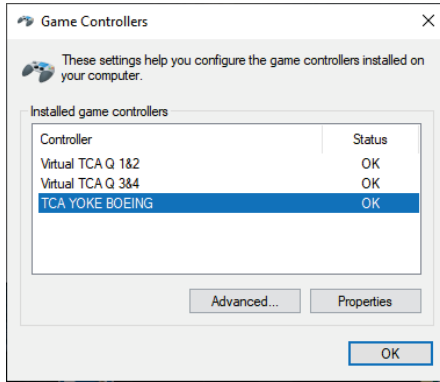 Game Controllers
These settings help you configure the game controllers installed on
your computer.
Installed game controllers
Controller Status
Virtual TCA Q 1&2 OK
Virtual TCA Q 3&4 OK
TCA YOKE BOEING OK
Advanced... Properties
OK